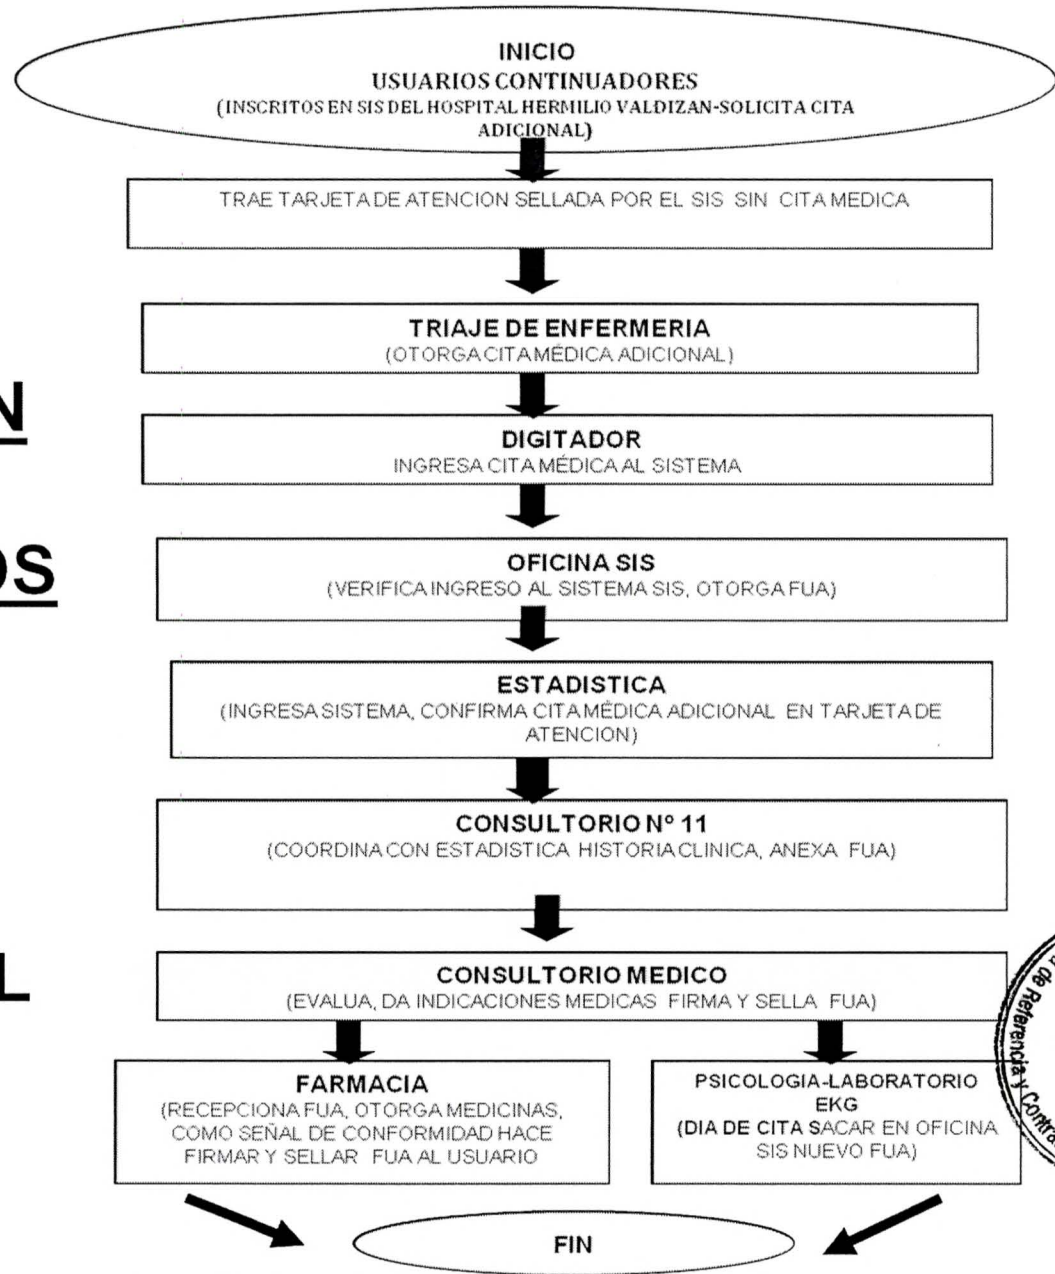 INICIO
USUARIOS CONTINUADORES
(INSCRITOS EN SIS DEL HOSPITAL HERMILIO VALDIZAN-SOLICITA CITA
ADICIONAL)
TRAE TARJETA DE ATENCION SELLADA POR EL SIS SIN CITA MEDICA
TRIAJE DE ENFERMERIA
(OTORGA CITA MÉDICA ADICIONAL)
N
DIGITADOR
INGRESA CITA MÉDICA AL SISTEMA
OS
OFICINA SIS
(VERIFICA INGRESO AL SISTEMA SIS, OTORGA FUA)
ESTADISTICA
(INGRESA SISTEMA, CONFIRMA CITA MÉDICA ADICIONAL EN TARJETA DE
ATENCION)
CONSULTORIO Nº 11
(COORDINA CON ESTADISTICA HISTORIA CLINICA, ANEXA FUA)
L
CONSULTORIO MEDICO
(EVALUA, DA INDICACIONES MEDICAS FIRMA Y SELLA FUA)
de Referencia y Contra
FARMACIA
(RECEPCIONA FUA, OTORGA MEDICINAS,
COMO SEÑAL DE CONFORMIDAD HACE
FIRMAR Y SELLAR FUA AL USUARIO
PSICOLOGIA-LABORATORIO
EKG
(DIA DE CITA SACAR EN OFICINA
SIS NUEVO FUA)
FIN